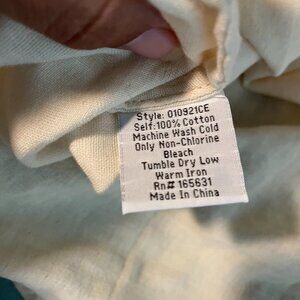 Style: 010921CE
Self:100% Cotton
Machine Wash Cold
Only Non-Chlorine
Bleach
Tumble Dry Low
Warm Iron
Rn# 165631
Made In China